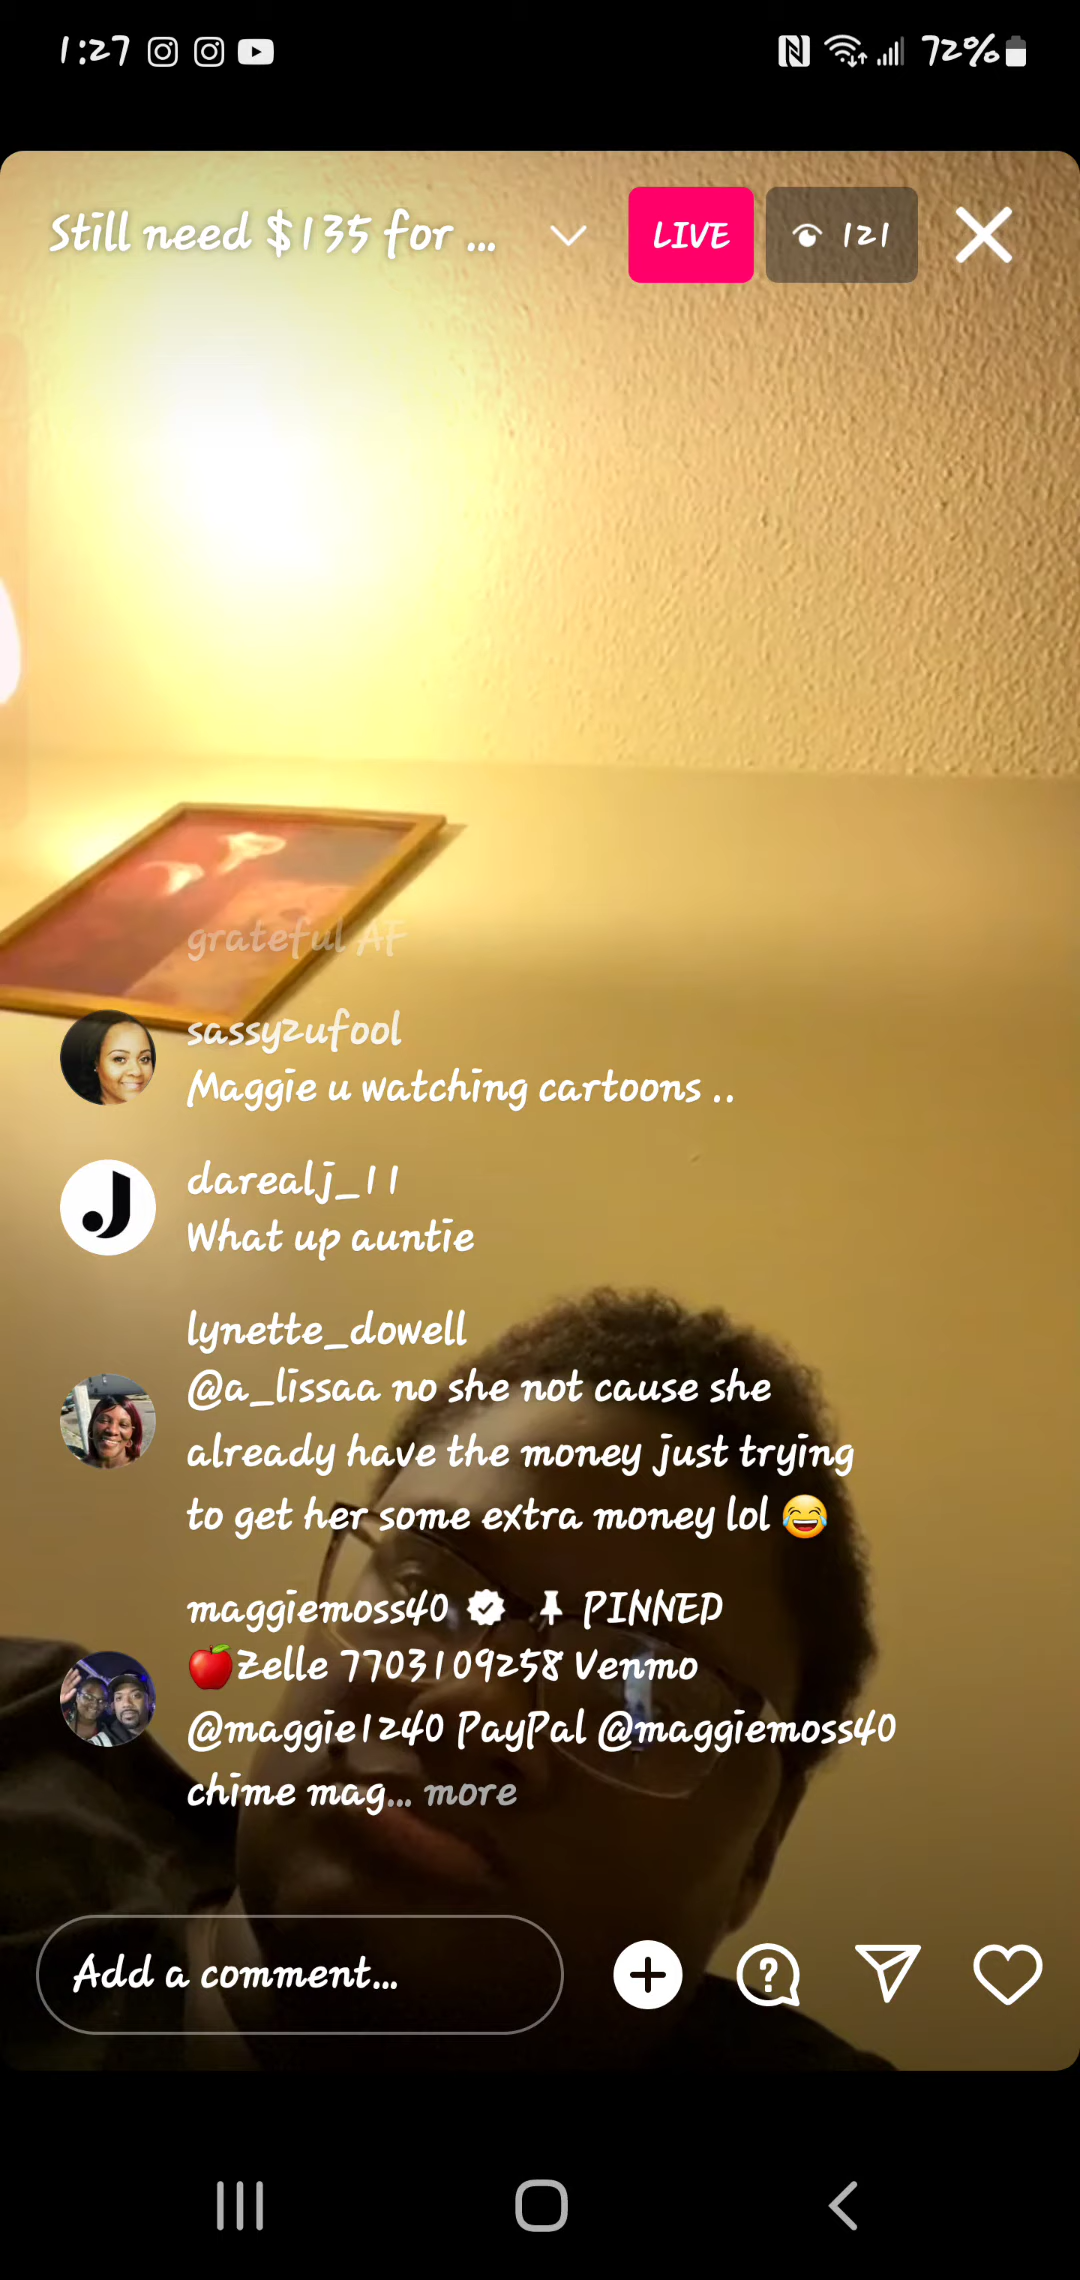 1:27 72%
Still need $135 for ... LIVE 121
grateful AF
sassyzufool
Maggie u watching cartoons ..
darealj_11
What up auntie
lynette_dowell
@a_lissaa no she not cause she
already have the money just trying
to get her some extra money lol 😂
maggiemoss40 PINNED
🍎Zelle 7703109258 Venmo
@maggie1240 PayPal @maggiemoss40
chime mag... more
Add a comment...